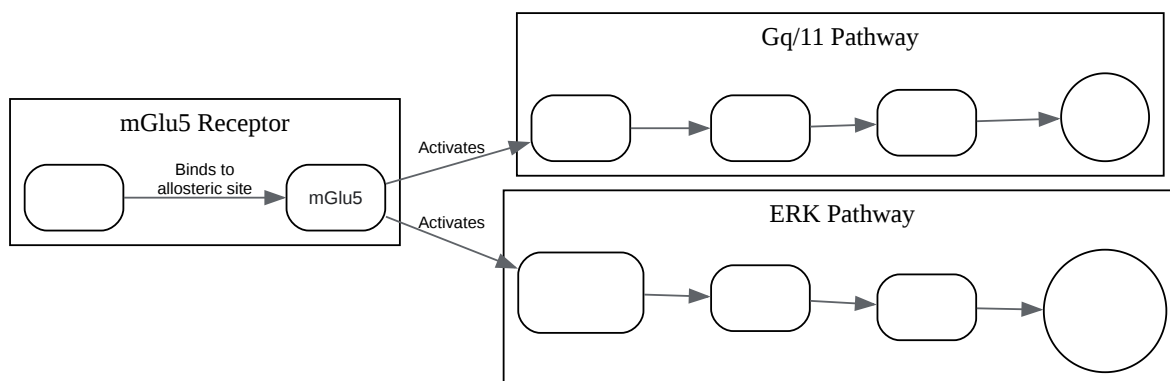 mGlu5 Receptor
Binds to
allosteric site
mGlu5
Activates
Activates
Gq/11 Pathway
ERK Pathway